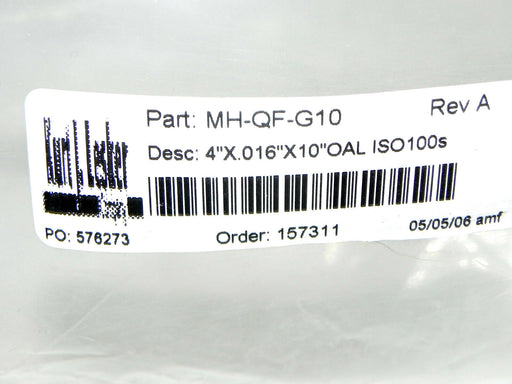 Part: MH-QF-G10
Rev A
Desc: 4"X.016"X10"OAL ISO100s
Kurt J Lesker
PO: 576273
Order: 157311
05/05/06 amf